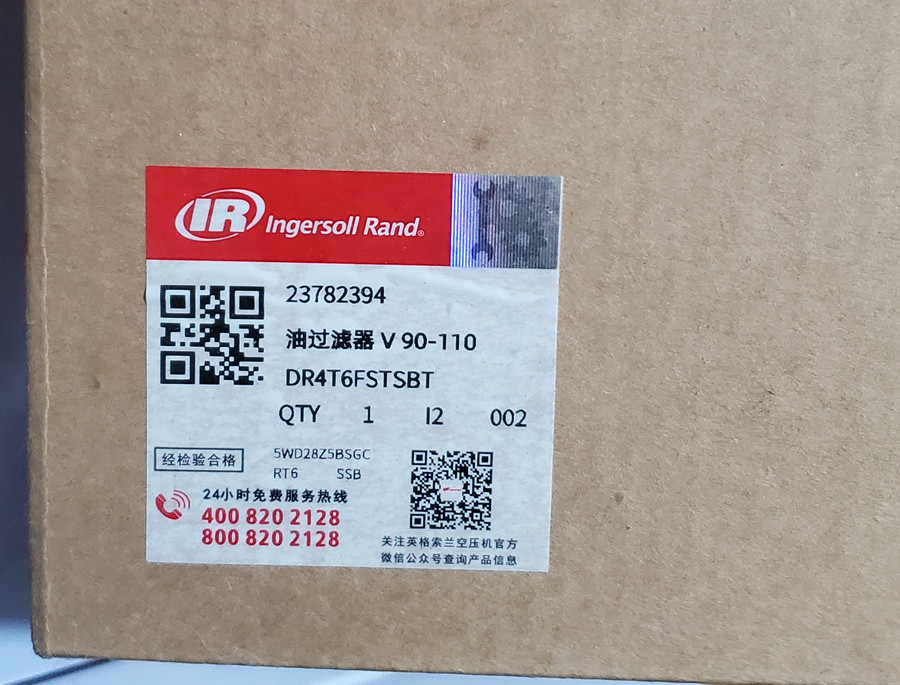 IR Ingersoll Rand®
23782394
油过滤器 V 90-110
DR4T6FSTSBT
QTY 1 I2 002
经检验合格
5WD28Z5BSGC
RT6 SSB
24小时免费服务热线
400 820 2128
800 820 2128
关注英格索兰空压机官方
微信公众号查询产品信息